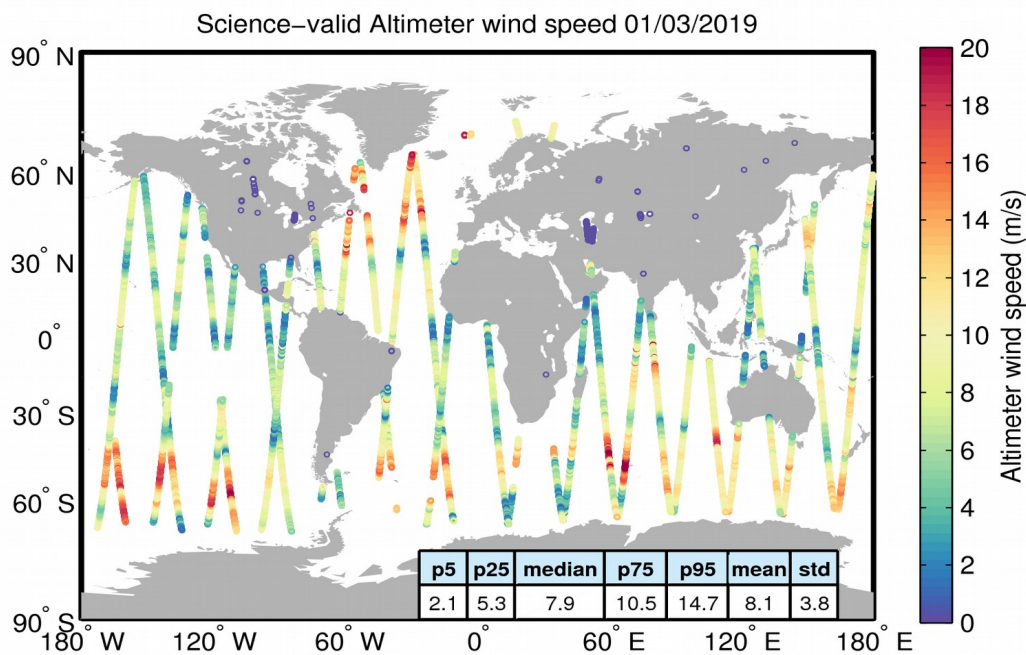 Science−valid Altimeter wind speed 01/03/2019
90° N
60° N
30° N
0°
30° S
60° S
90° S
180° W
120° W
60° W
0°
60° E
120° E
180° E
p5 p25 median p75 p95 mean std
2.1 5.3 7.9 10.5 14.7 8.1 3.8
20
18
16
14
12
10
8
6
4
2
0
Altimeter wind speed (m/s)